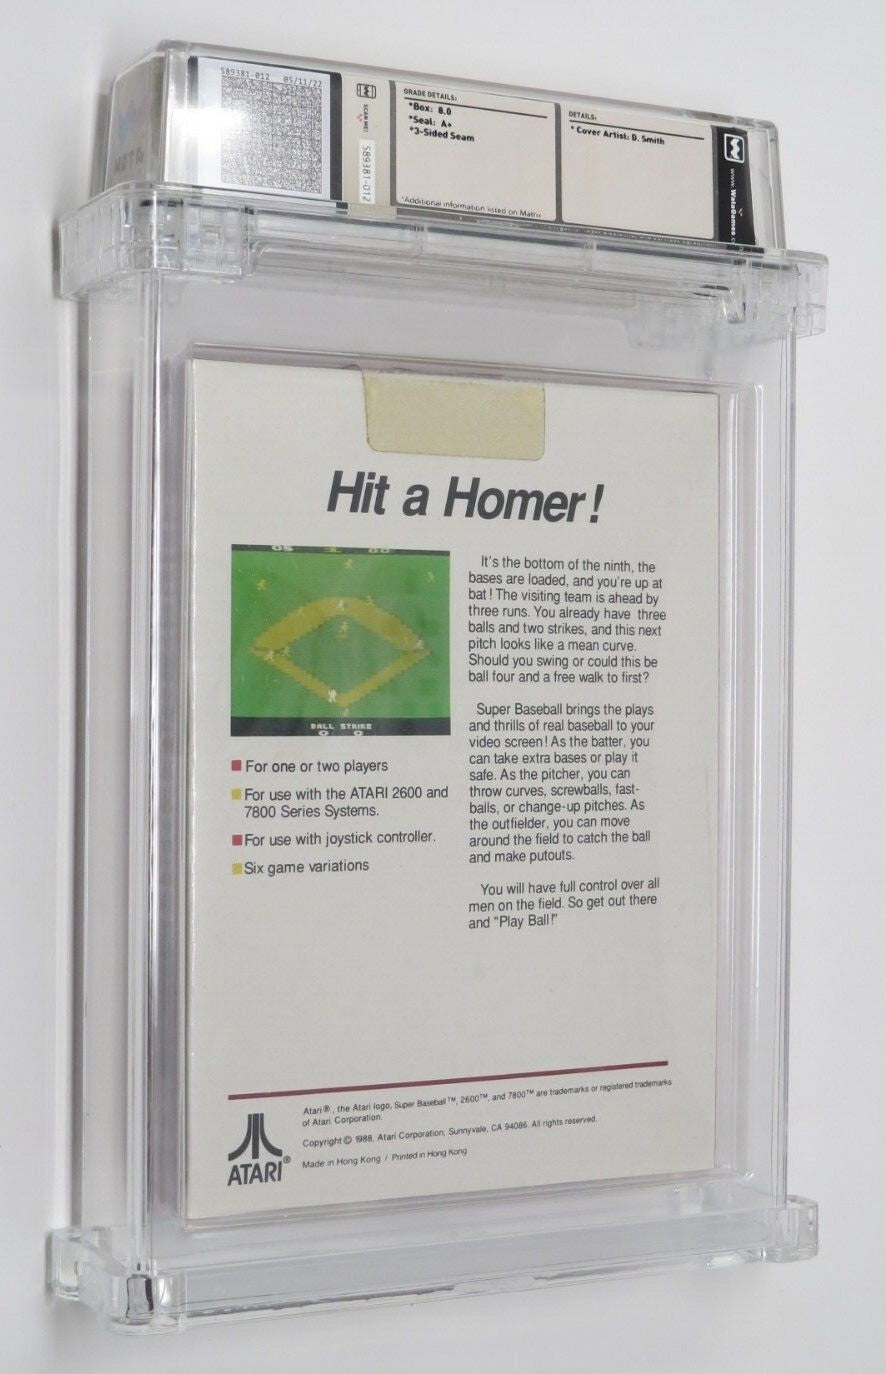 589381-012 05/11/22
SCAN ME!
589381-012
GRADE DETAILS:
*Box: 8.0
*Seal: A+
*3-Sided Seam
*Additional information listed on Matrix
DETAILS:
* Cover Artist: D. Smith
ATARI
Hit a Homer!
BALL STRIKE
0 0
For one or two players
For use with the ATARI 2600 and
7800 Series Systems.
For use with joystick controller.
Six game variations
It's the bottom of the ninth, the
bases are loaded, and you're up at
bat! The visiting team is ahead by
three runs. You already have three
balls and two strikes, and this next
pitch looks like a mean curve.
Should you swing or could this be
ball four and a free walk to first?
Super Baseball brings the plays
and thrills of real baseball to your
video screen! As the batter, you
can take extra bases or play it
safe. As the pitcher, you can
throw curves, screwballs, fast-
balls, or change-up pitches. As
the outfielder, you can move
around the field to catch the ball
and make putouts.
You will have full control over all
men on the field. So get out there
and "Play Ball!"
Atari®, the Atari logo, Super Baseball™, 2600™, and 7800™ are trademarks or registered trademarks
of Atari Corporation.
Copyright © 1988, Atari Corporation, Sunnyvale, CA 94086. All rights reserved.
Made in Hong Kong / Printed in Hong Kong
ATARI®